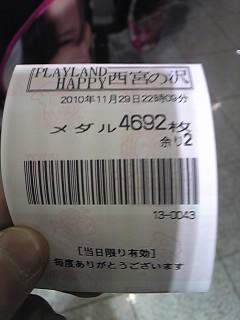 PLAYLAND
HAPPY西宮の沢
2010年11月29日22時09分
メダル4692枚
余り2
13-0043
[当日限り有効]
毎度ありがとうございます